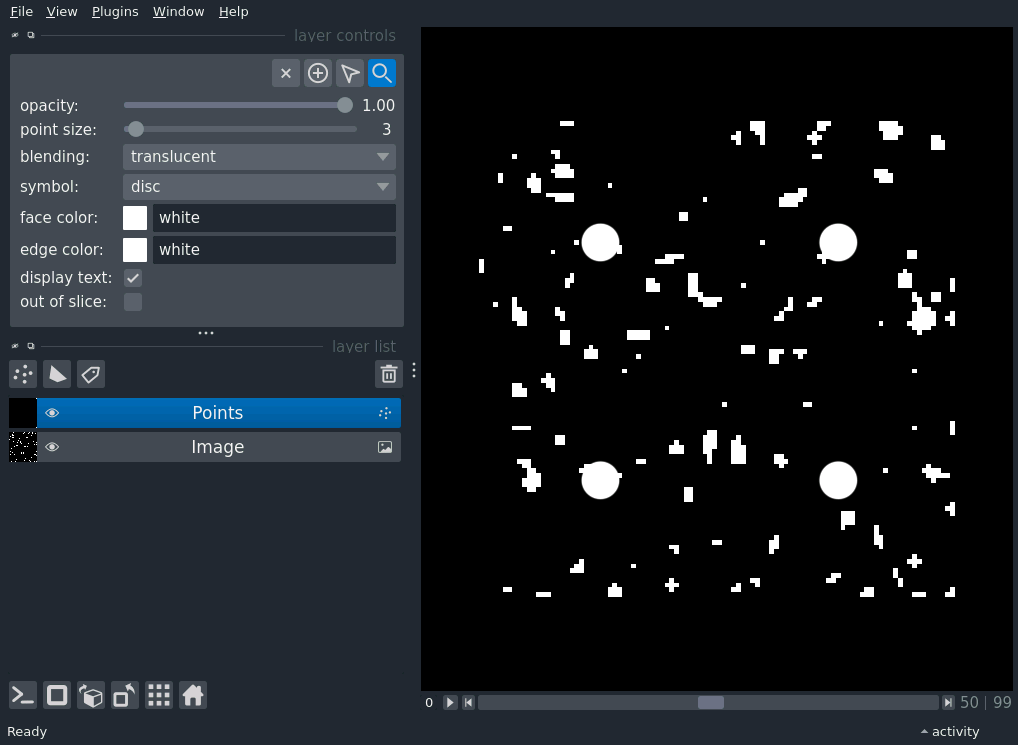 File View Plugins Window Help
layer controls
opacity: 1.00
point size: 3
blending: translucent
symbol: disc
face color: white
edge color: white
display text:
out of slice:
layer list
Points
Image
0 50 | 99
Ready activity